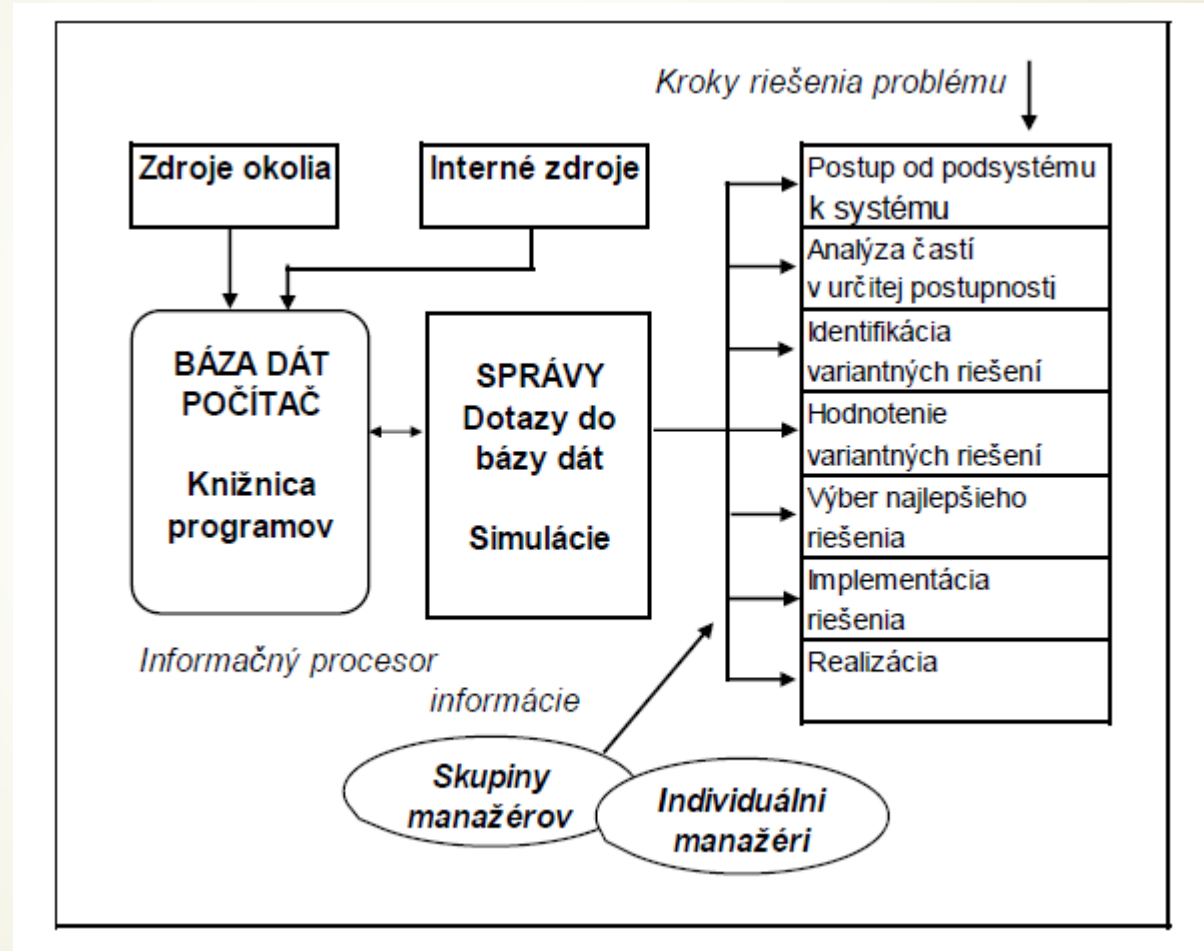 Kroky riešenia problému
Zdroje okolia
Interné zdroje
BÁZA DÁT
POČÍTAČ
Knižnica
programov
SPRÁVY
Dotazy do
bázy dát
Simulácie
Postup od podsystému
k systému
Analýza častí
v určitej postupnosti
Identifikácia
variantných riešení
Hodnotenie
variantných riešení
Výber najlepšieho
riešenia
Implementácia
riešenia
Realizácia
Informačný procesor
informácie
Skupiny
manažérov
Individuálni
manažéri